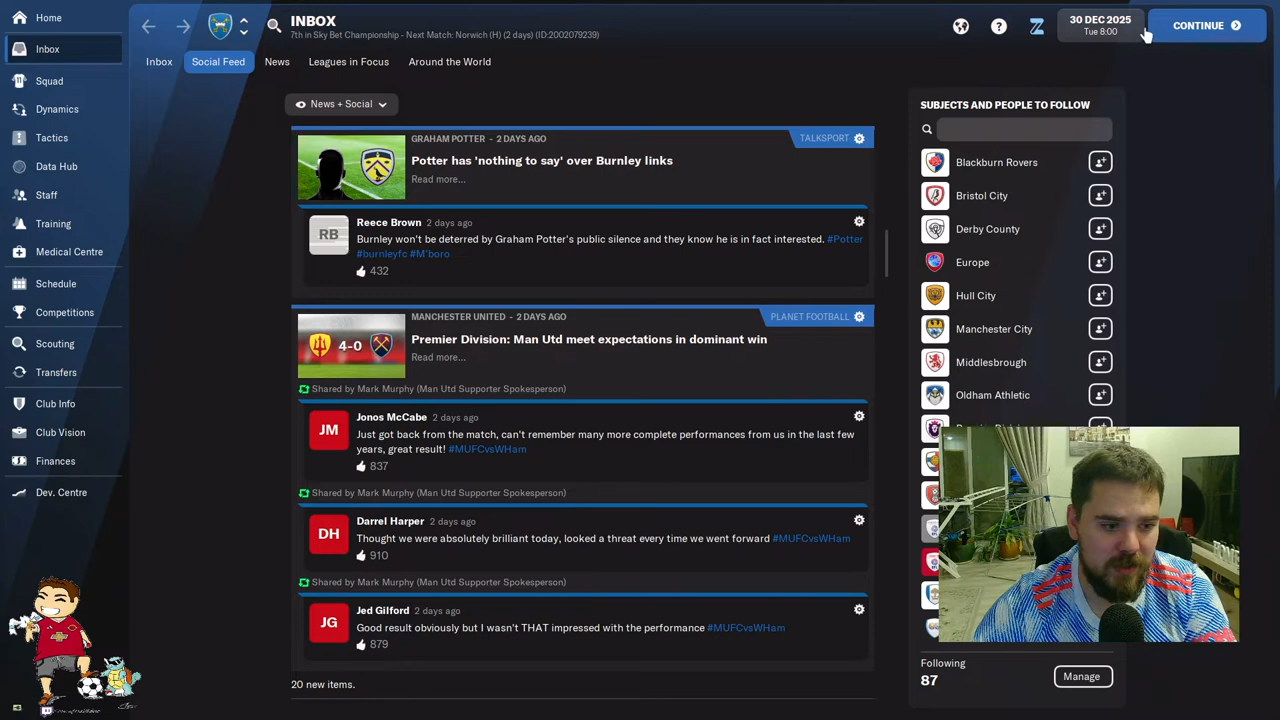 Home
Inbox
Squad
Dynamics
Tactics
Data Hub
Staff
Training
Medical Centre
Schedule
Competitions
Scouting
Transfers
Club Info
Club Vision
Finances
Dev. Centre
INBOX
7th in Sky Bet Championship - Next Match: Norwich (H) (2 days) (ID:2002079239)
30 DEC 2025
Tue 8:00
CONTINUE
Inbox
Social Feed
News
Leagues in Focus
Around the World
News + Social
GRAHAM POTTER - 2 DAYS AGO
TALKSPORT
Potter has 'nothing to say' over Burnley links
Read more...
RB
Reece Brown 2 days ago
Burnley won't be deterred by Graham Potter's public silence and they know he is in fact interested. #Potter
#burnleyfc #M'boro
432
MANCHESTER UNITED - 2 DAYS AGO
PLANET FOOTBALL
4-0
Premier Division: Man Utd meet expectations in dominant win
Read more...
Shared by Mark Murphy (Man Utd Supporter Spokesperson)
JM
Jonos McCabe 2 days ago
Just got back from the match, can't remember many more complete performances from us in the last few
years, great result! #MUFCvsWHam
837
Shared by Mark Murphy (Man Utd Supporter Spokesperson)
DH
Darrel Harper 2 days ago
Thought we were absolutely brilliant today, looked a threat every time we went forward #MUFCvsWHam
910
Shared by Mark Murphy (Man Utd Supporter Spokesperson)
JG
Jed Gilford 2 days ago
Good result obviously but I wasn't THAT impressed with the performance #MUFCvsWHam
879
20 new items.
SUBJECTS AND PEOPLE TO FOLLOW
Blackburn Rovers
Bristol City
Derby County
Europe
Hull City
Manchester City
Middlesbrough
Oldham Athletic
Following
87
Manage